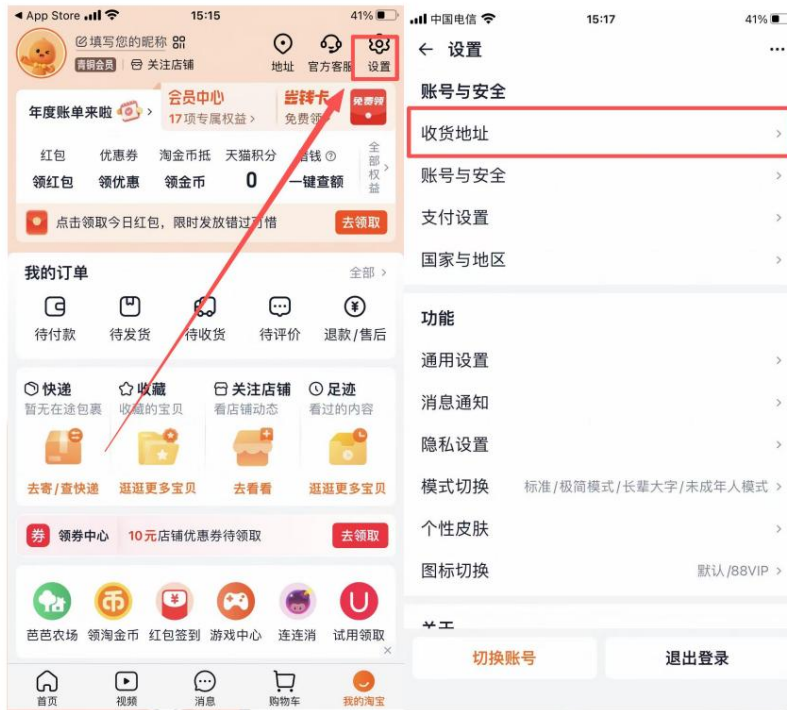 App Store 15:15 41%
填写您的昵称
青铜会员 关注店铺
地址 官方客服 设置
年度账单来啦
会员中心
17项专属权益
尝鲜卡
免费领
免费领
红包 优惠券 淘金币抵 天猫积分
领红包 领优惠 领金币 0 一键查额
全部权益
点击领取今日红包，限时发放错过可惜 去领取
我的订单 全部
待付款 待发货 待收货 待评价 退款/售后
快递 收藏 关注店铺 足迹
暂无在途包裹 收藏的宝贝 看店铺动态 看过的内容
去寄/查快递 逛逛更多宝贝 去看看 逛逛更多宝贝
券 领券中心 10元店铺优惠券待领取 去领取
币 U
芭芭农场 领淘金币 红包签到 游戏中心 连连消 试用领取
首页 视频 消息 购物车 我的淘宝
中国电信 15:17 41%
设置
账号与安全
收货地址
账号与安全
支付设置
国家与地区
功能
通用设置
消息通知
隐私设置
模式切换 标准/极简模式/长辈大字/未成年人模式
个性皮肤
图标切换 默认/88VIP
切换账号 退出登录